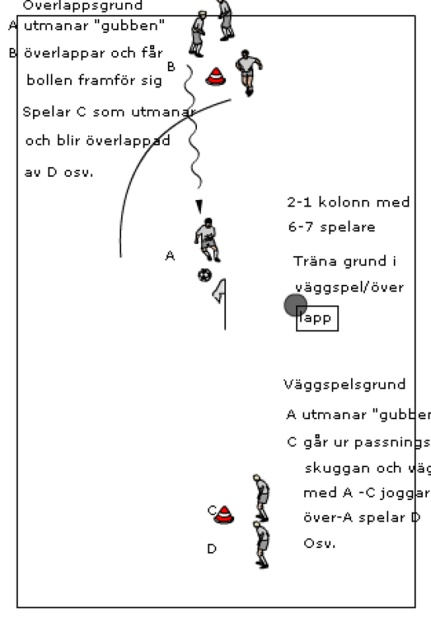 Överlappsgrund
A utmanar "gubben"
B överlappar och får
bollen framför sig
B
Spelar C som utmanar
och blir överlappad
av D osv.
2-1 kolonn med
6-7 spelare
A
Träna grund i
väggspel/över
lapp
Väggspelsgrund
A utmanar "gubben
C går ur passnings
skuggan och väg
med A -C joggar
över-A spelar D
Osv.
C
D